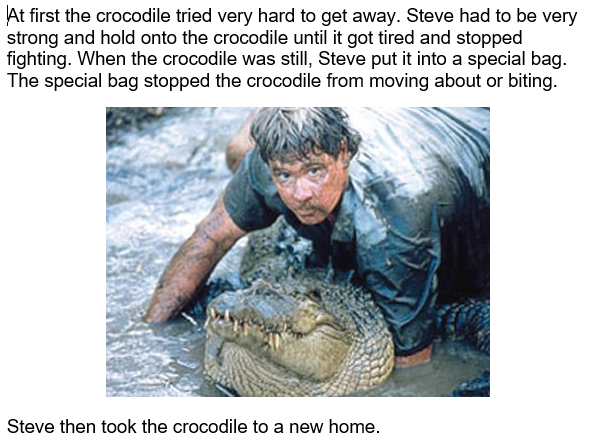 At first the crocodile tried very hard to get away. Steve had to be very
strong and hold onto the crocodile until it got tired and stopped
fighting. When the crocodile was still, Steve put it into a special bag.
The special bag stopped the crocodile from moving about or biting.
Steve then took the crocodile to a new home.